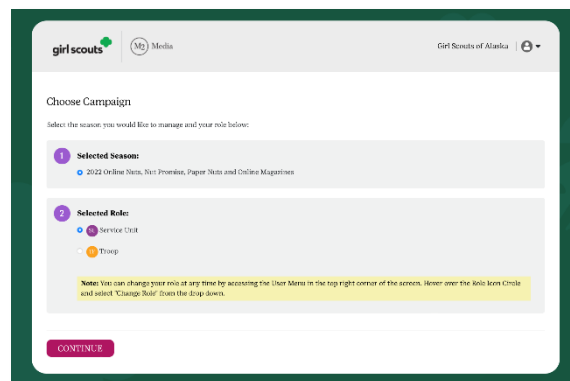 girl scouts
M2 Media
Girl Scouts of Alaska
Choose Campaign
Select the season you would like to manage and your role below:
1 Selected Season:
2022 Online Nuts, Nut Promise, Paper Nuts and Online Magazines
2 Selected Role:
Service Unit
Troop
Note: You can change your role at any time by accessing the User Menu in the top right corner of the screen. Hover over the Role Icon Circle
and select "Change Role" from the drop down.
CONTINUE